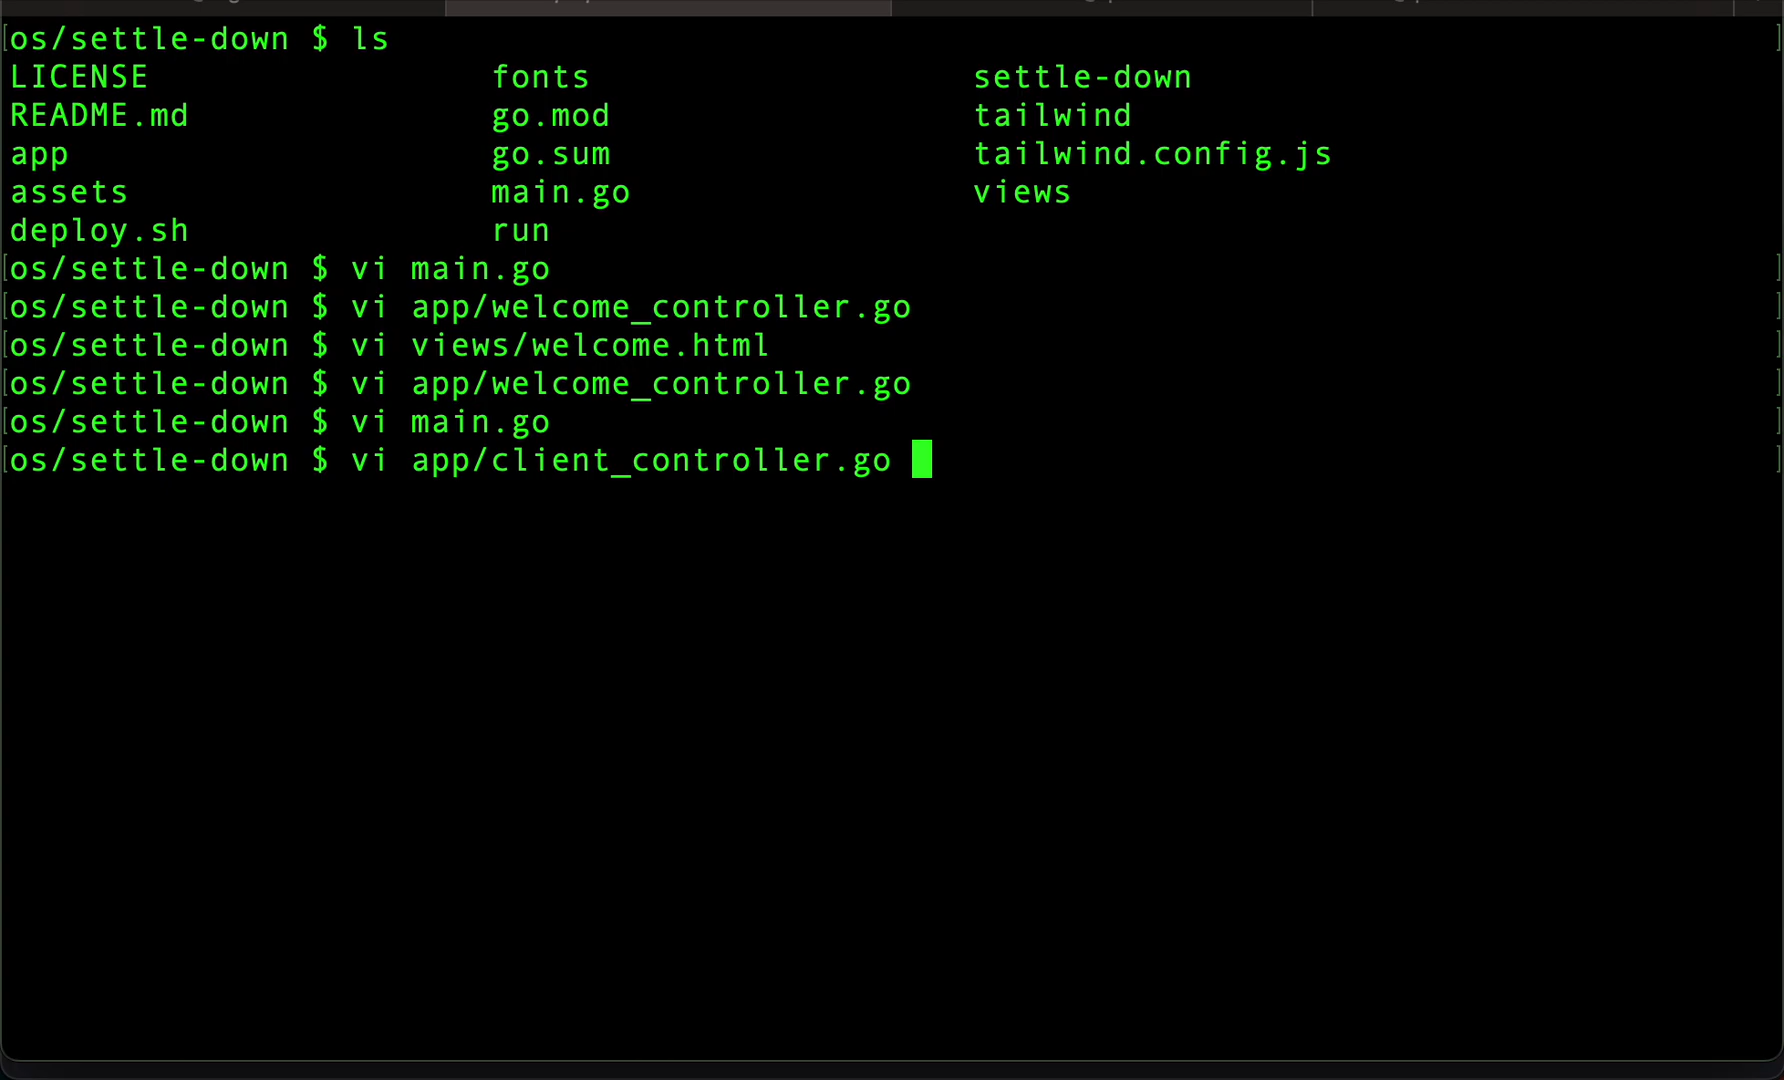 os/settle-down $ ls
LICENSE fonts settle-down
README.md go.mod tailwind
app go.sum tailwind.config.js
assets main.go views
deploy.sh run
os/settle-down $ vi main.go
os/settle-down $ vi app/welcome_controller.go
os/settle-down $ vi views/welcome.html
os/settle-down $ vi app/welcome_controller.go
os/settle-down $ vi main.go
os/settle-down $ vi app/client_controller.go